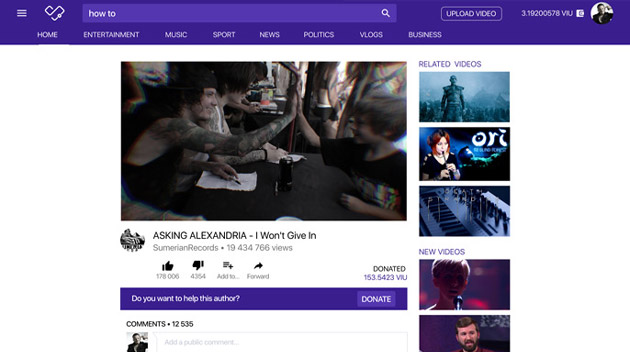 how to
UPLOAD VIDEO
3.19200578 VIU
HOME ENTERTAINMENT MUSIC SPORT NEWS POLITICS VLOGS BUSINESS
RELATED VIDEOS
ori
ASKING ALEXANDRIA - I Won't Give In
SumerianRecords • 19 434 766 views
178 006 4354 Add to... Forward
DONATED
153.5423 VIU
Do you want to help this author? DONATE
COMMENTS • 12 535
Add a public comment...
NEW VIDEOS